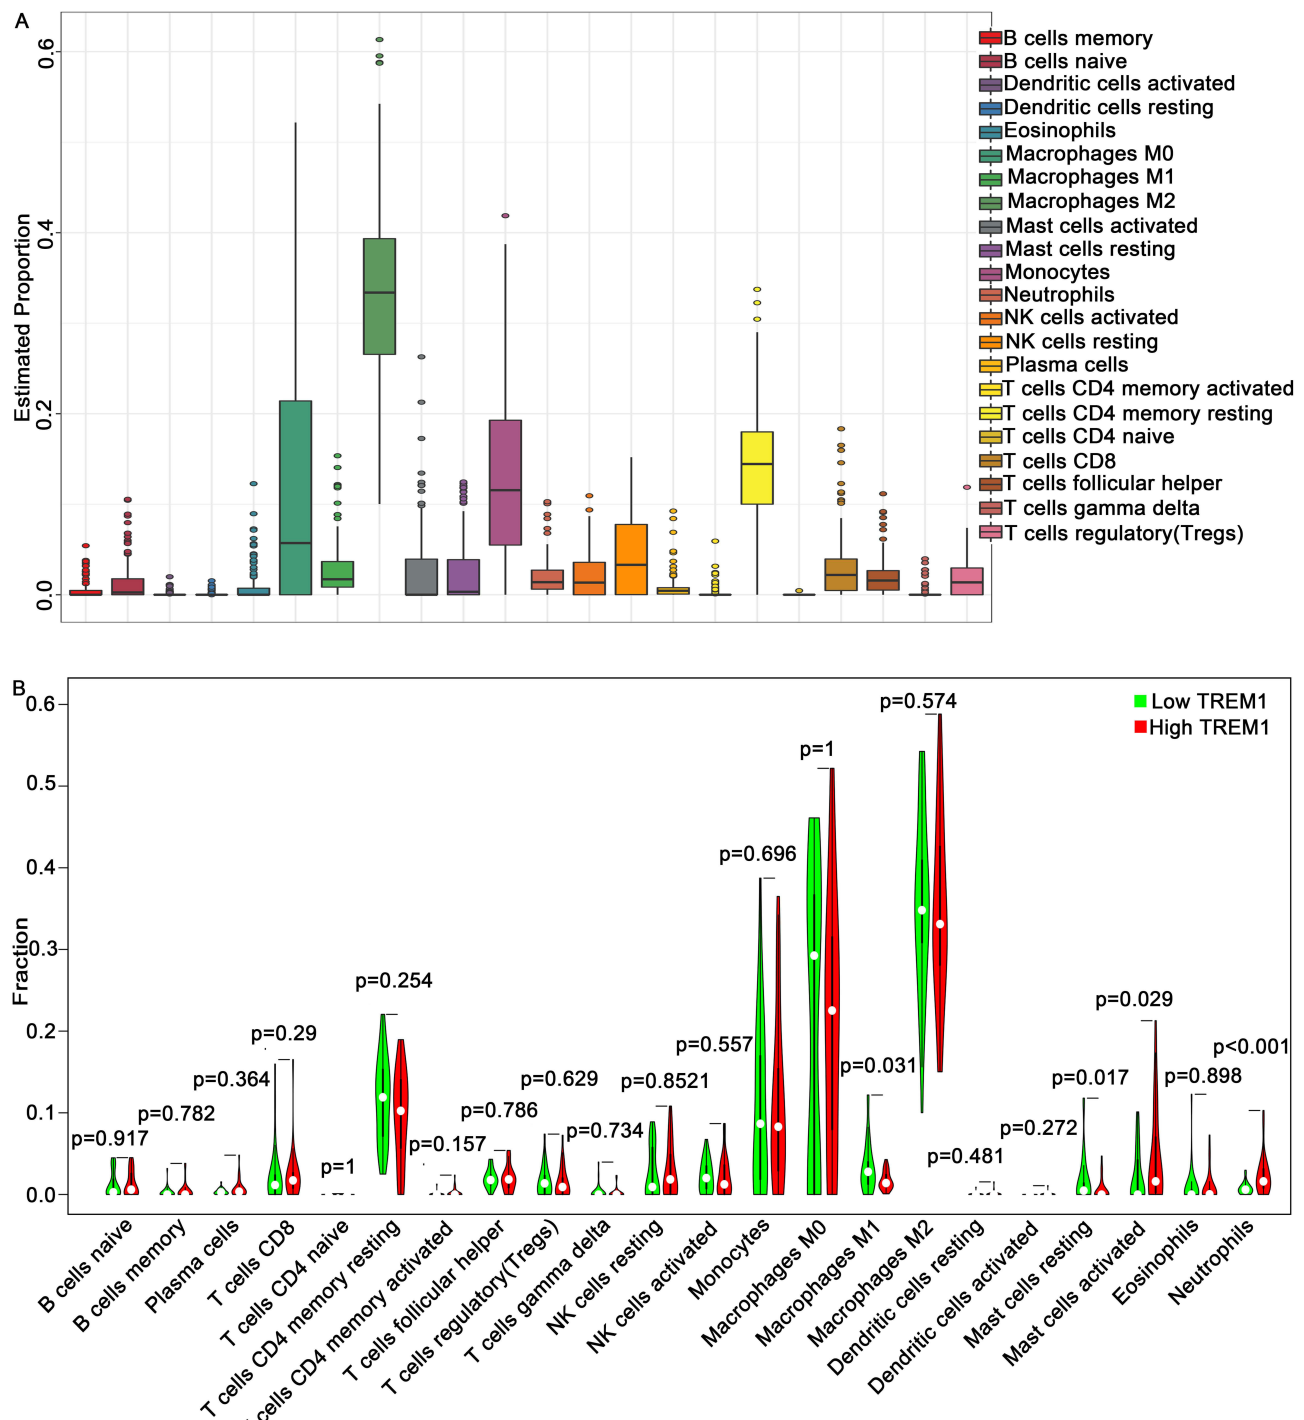 A
0.6
0.4
0.2
0.0
Estimated Proportion
B cells memory
B cells naive
Dendritic cells activated
Dendritic cells resting
Eosinophils
Macrophages M0
Macrophages M1
Macrophages M2
Mast cells activated
Mast cells resting
Monocytes
Neutrophils
NK cells activated
NK cells resting
Plasma cells
T cells CD4 memory activated
T cells CD4 memory resting
T cells CD4 naive
T cells CD8
T cells follicular helper
T cells gamma delta
T cells regulatory(Tregs)
B
0.6
0.5
0.4
0.3
0.2
0.1
0.0
Fraction
Low TREM1
High TREM1
p=0.917
p=0.782
p=0.364
p=0.29
p=1
p=0.254
p=0.157
p=0.786
p=0.629
p=0.734
p=0.8521
p=0.557
p=0.696
p=1
p=0.031
p=0.574
p=0.481
p=0.272
p=0.017
p=0.029
p=0.898
p<0.001
B cells naive
B cells memory
Plasma cells
T cells CD8
T cells CD4 naive
T cells CD4 memory resting
cells CD4 memory activated
T cells follicular helper
T cells regulatory(Tregs)
T cells gamma delta
NK cells resting
NK cells activated
Monocytes
Macrophages M0
Macrophages M1
Macrophages M2
Dendritic cells resting
Dendritic cells activated
Mast cells resting
Mast cells activated
Eosinophils
Neutrophils